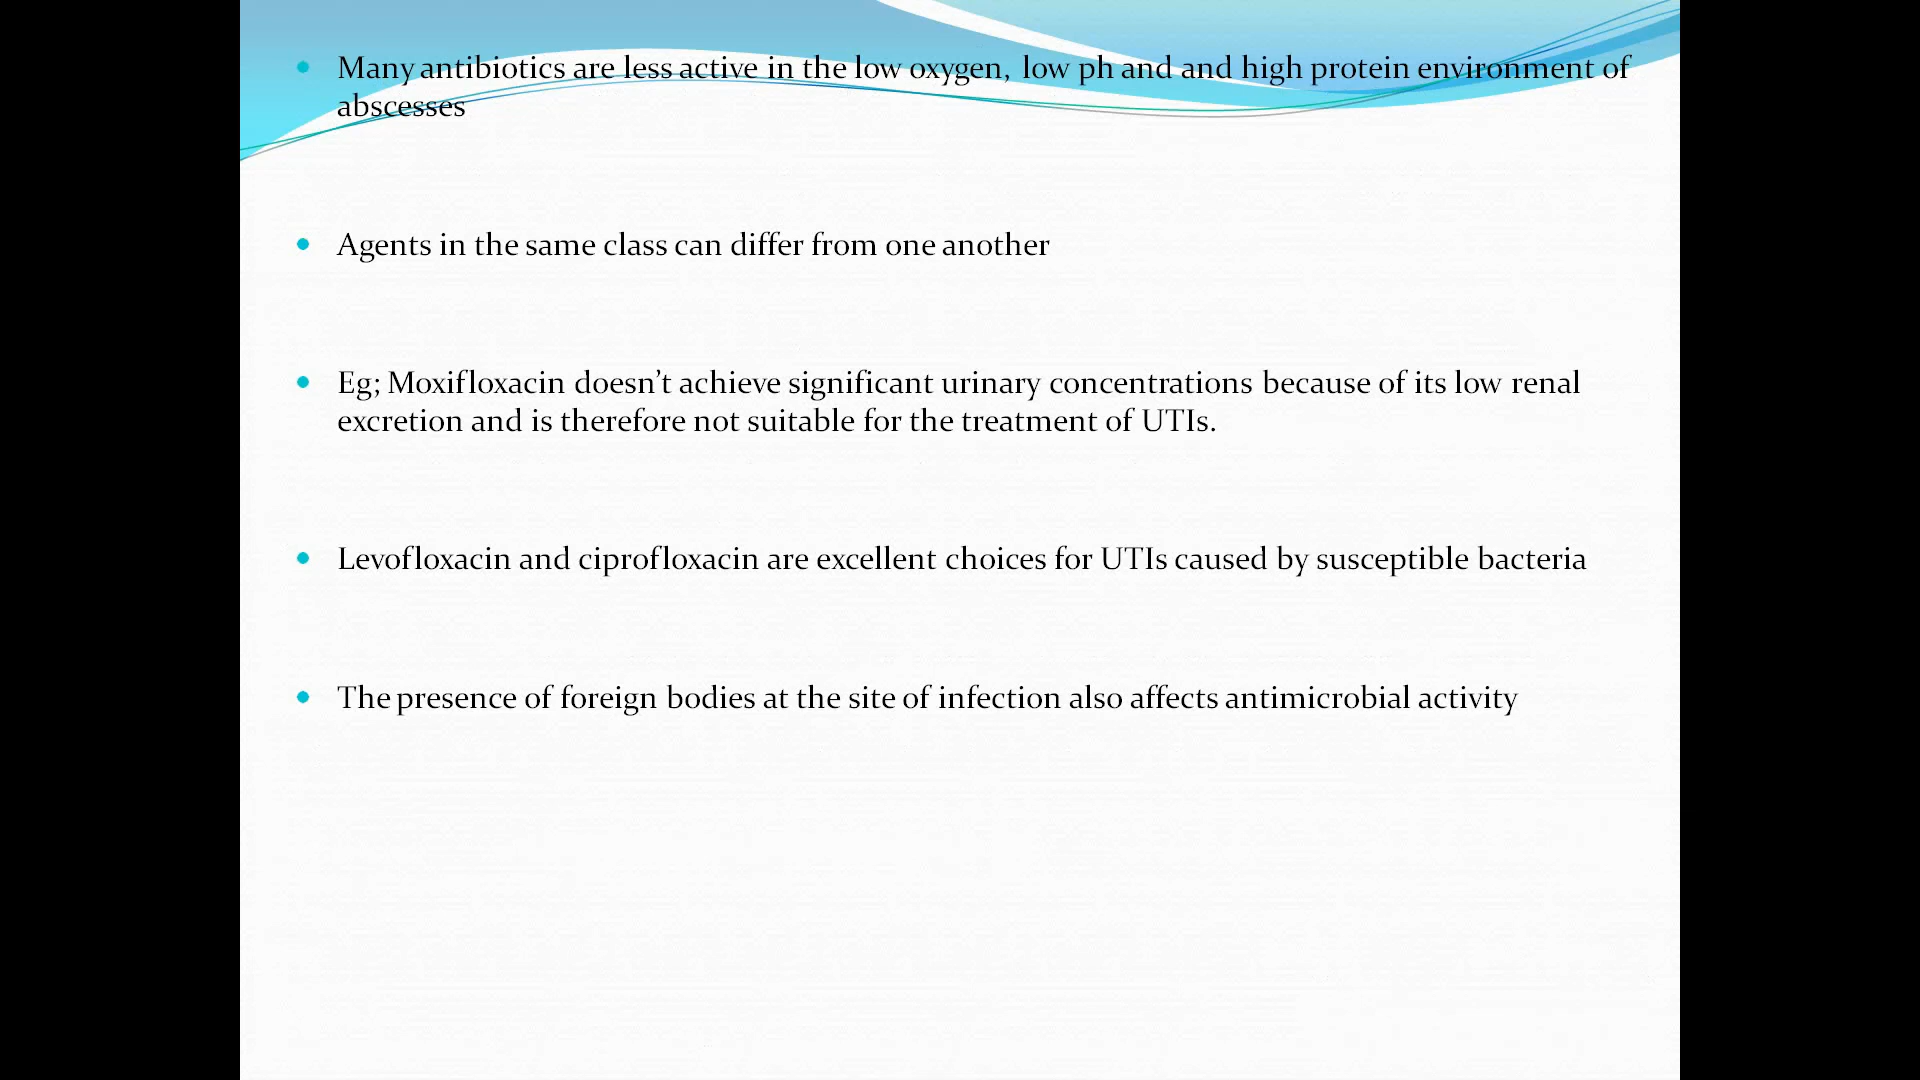 • Many antibiotics are less active in the low oxygen, low ph and and high protein environment of
abscesses
• Agents in the same class can differ from one another
• Eg; Moxifloxacin doesn’t achieve significant urinary concentrations because of its low renal
excretion and is therefore not suitable for the treatment of UTIs.
• Levofloxacin and ciprofloxacin are excellent choices for UTIs caused by susceptible bacteria
• The presence of foreign bodies at the site of infection also affects antimicrobial activity